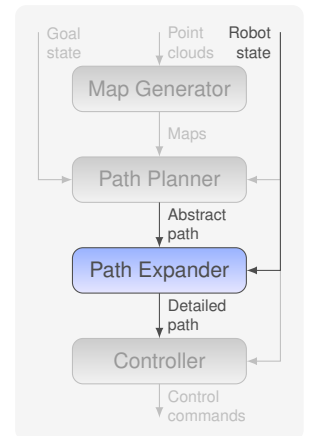 Goal
state
Point
clouds
Robot
state
Map Generator
Maps
Path Planner
Abstract
path
Path Expander
Detailed
path
Controller
Control
commands